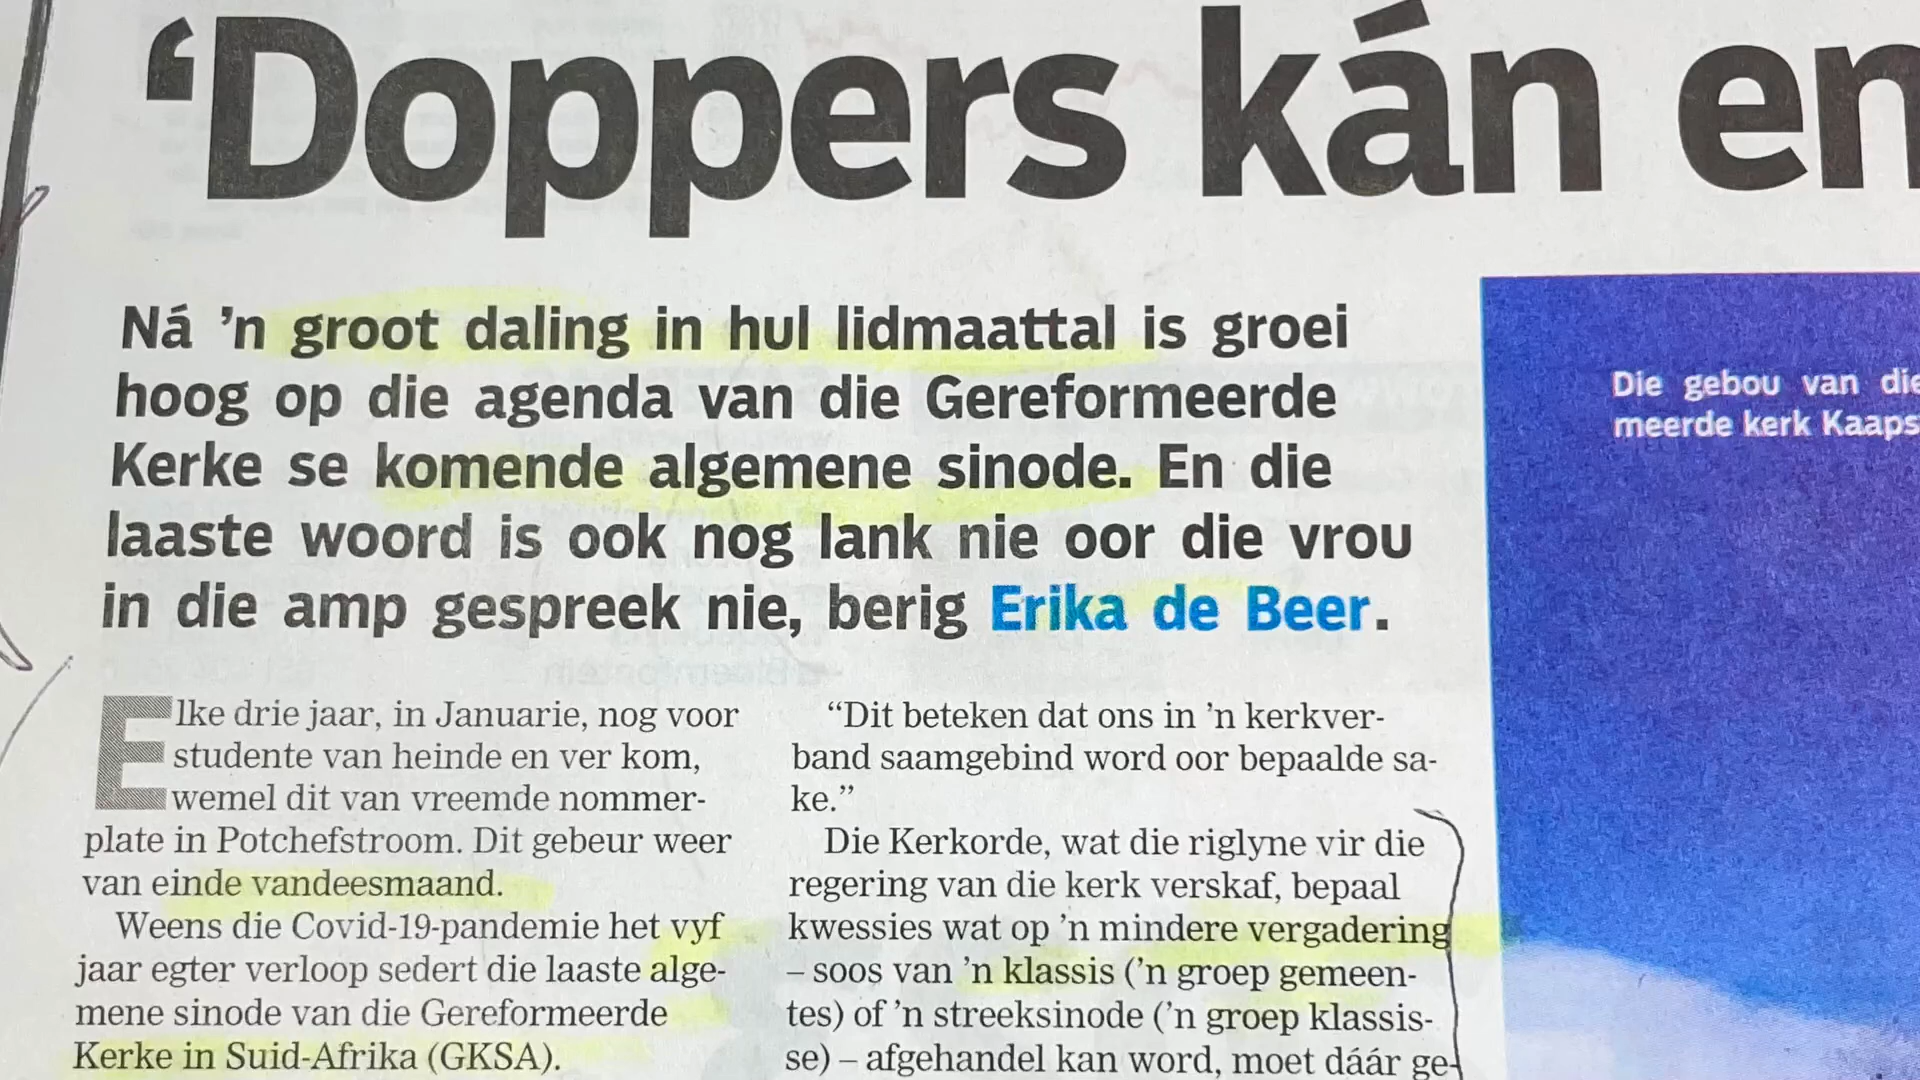 ‘Doppers kán en
Ná ’n groot daling in hul lidmaattal is groei
hoog op die agenda van die Gereformeerde
Kerke se komende algemene sinode. En die
laaste woord is ook nog lank nie oor die vrou
in die amp gespreek nie, berig Erika de Beer.
Elke drie jaar, in Januarie, nog voor
studente van heinde en ver kom,
wemel dit van vreemde nommer-
plate in Potchefstroom. Dit gebeur weer
van einde vandeesmaand.
Weens die Covid-19-pandemie het vyf
jaar egter verloop sedert die laaste alge-
mene sinode van die Gereformeerde
Kerke in Suid-Afrika (GKSA).
“Dit beteken dat ons in ’n kerkver-
band saamgebind word oor bepaalde sa-
ke.”
Die Kerkorde, wat die riglyne vir die
regering van die kerk verskaf, bepaal
kwessies wat op ’n mindere vergadering
– soos van ’n klassis (’n groep gemeen-
tes) of ’n streeksinode (’n groep klassis-
se) – afgehandel kan word, moet dáár ge-
Die gebou van die
meerde kerk Kaaps